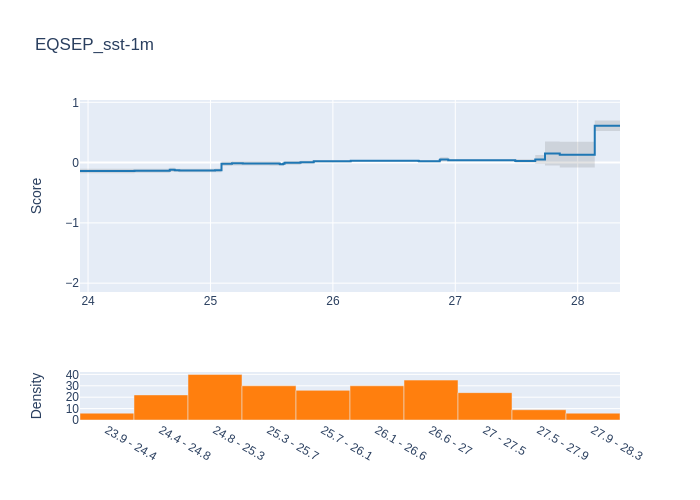 EQSEP_sst-1m
1
0
−1
−2
Score
24 25 26 27 28
40
30
20
10
0
Density
23.9 - 24.4
24.4 - 24.8
24.8 - 25.3
25.3 - 25.7
25.7 - 26.1
26.1 - 26.6
26.6 - 27
27 - 27.5
27.5 - 27.9
27.9 - 28.3